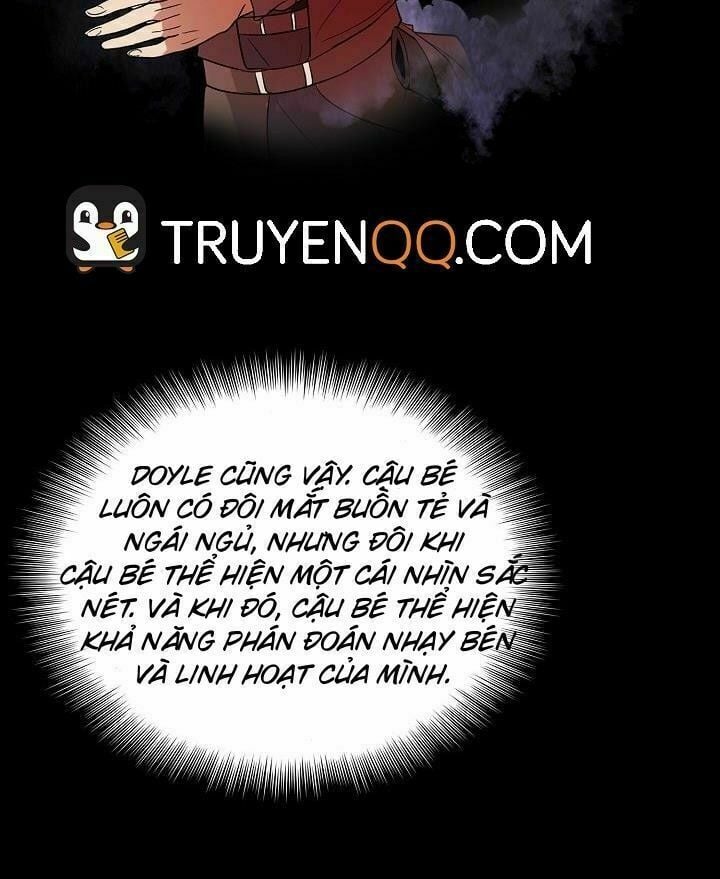 TRUYENQQ.COM
DOYLE CŨNG VẬY. CẬU BÉ
LUÔN CÓ ĐÔI MẮT BUỒN TẺ VÀ
NGÁI NGỦ, NHƯNG ĐÔI KHI
CẬU BÉ THỂ HIỆN MỘT CÁI NHÌN SẮC
NÉT. VÀ KHI ĐÓ, CẬU BÉ THỂ HIỆN
KHẢ NĂNG PHÁN ĐOÁN NHẠY BÉN
VÀ LINH HOẠT CỦA MÌNH.